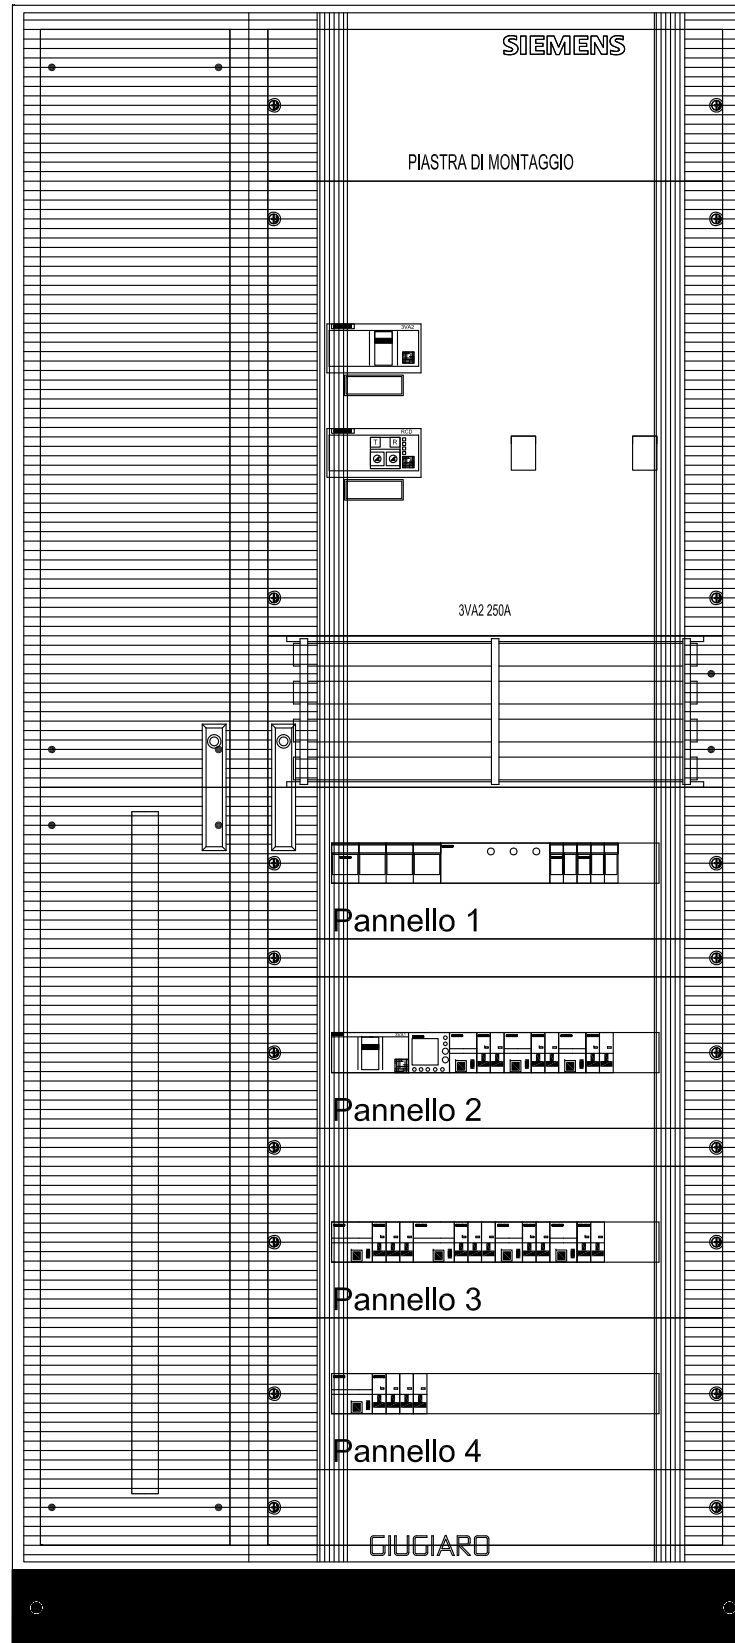 SIEMENS
PIASTRA DI MONTAGGIO
3VA2
RCD
T R
3VA2 250A
Pannello 1
Pannello 2
Pannello 3
Pannello 4
GIUGIARO